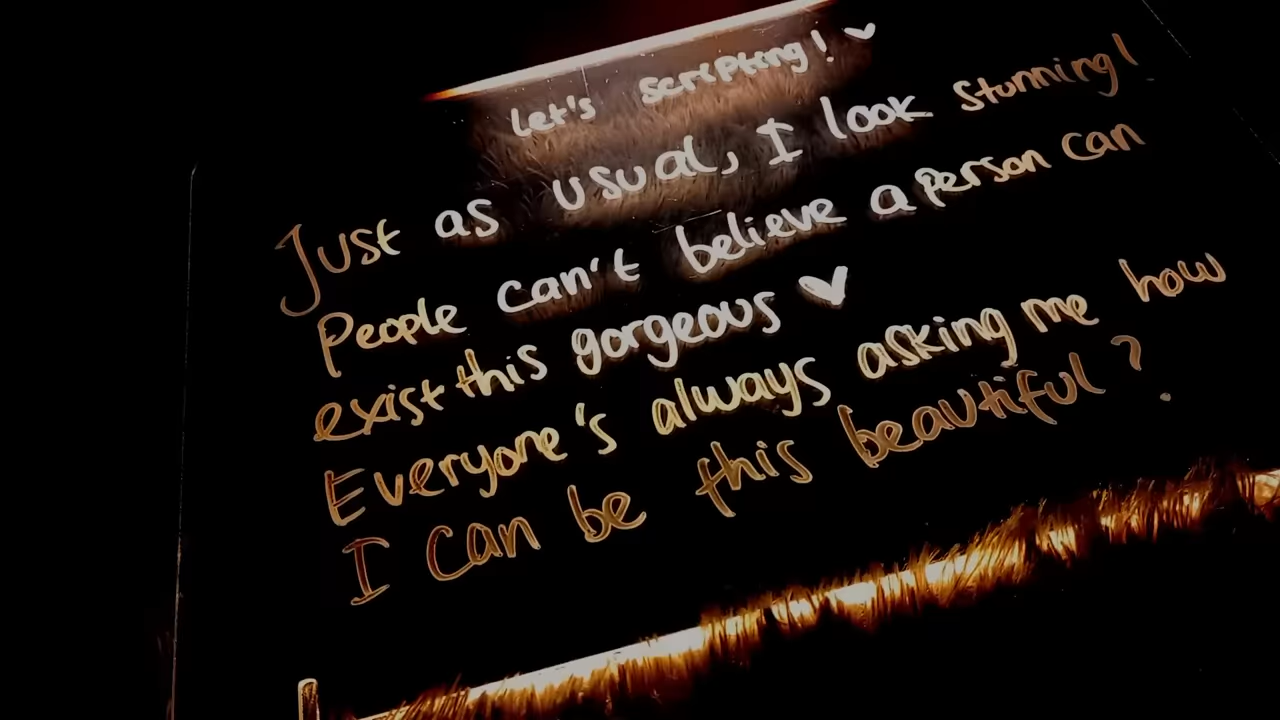 Let's scripting! ♥
Just as usual, I look stunning!
People can't believe a person can
exist this gorgeous ♥
Everyone's always asking me how
I can be this beautiful?